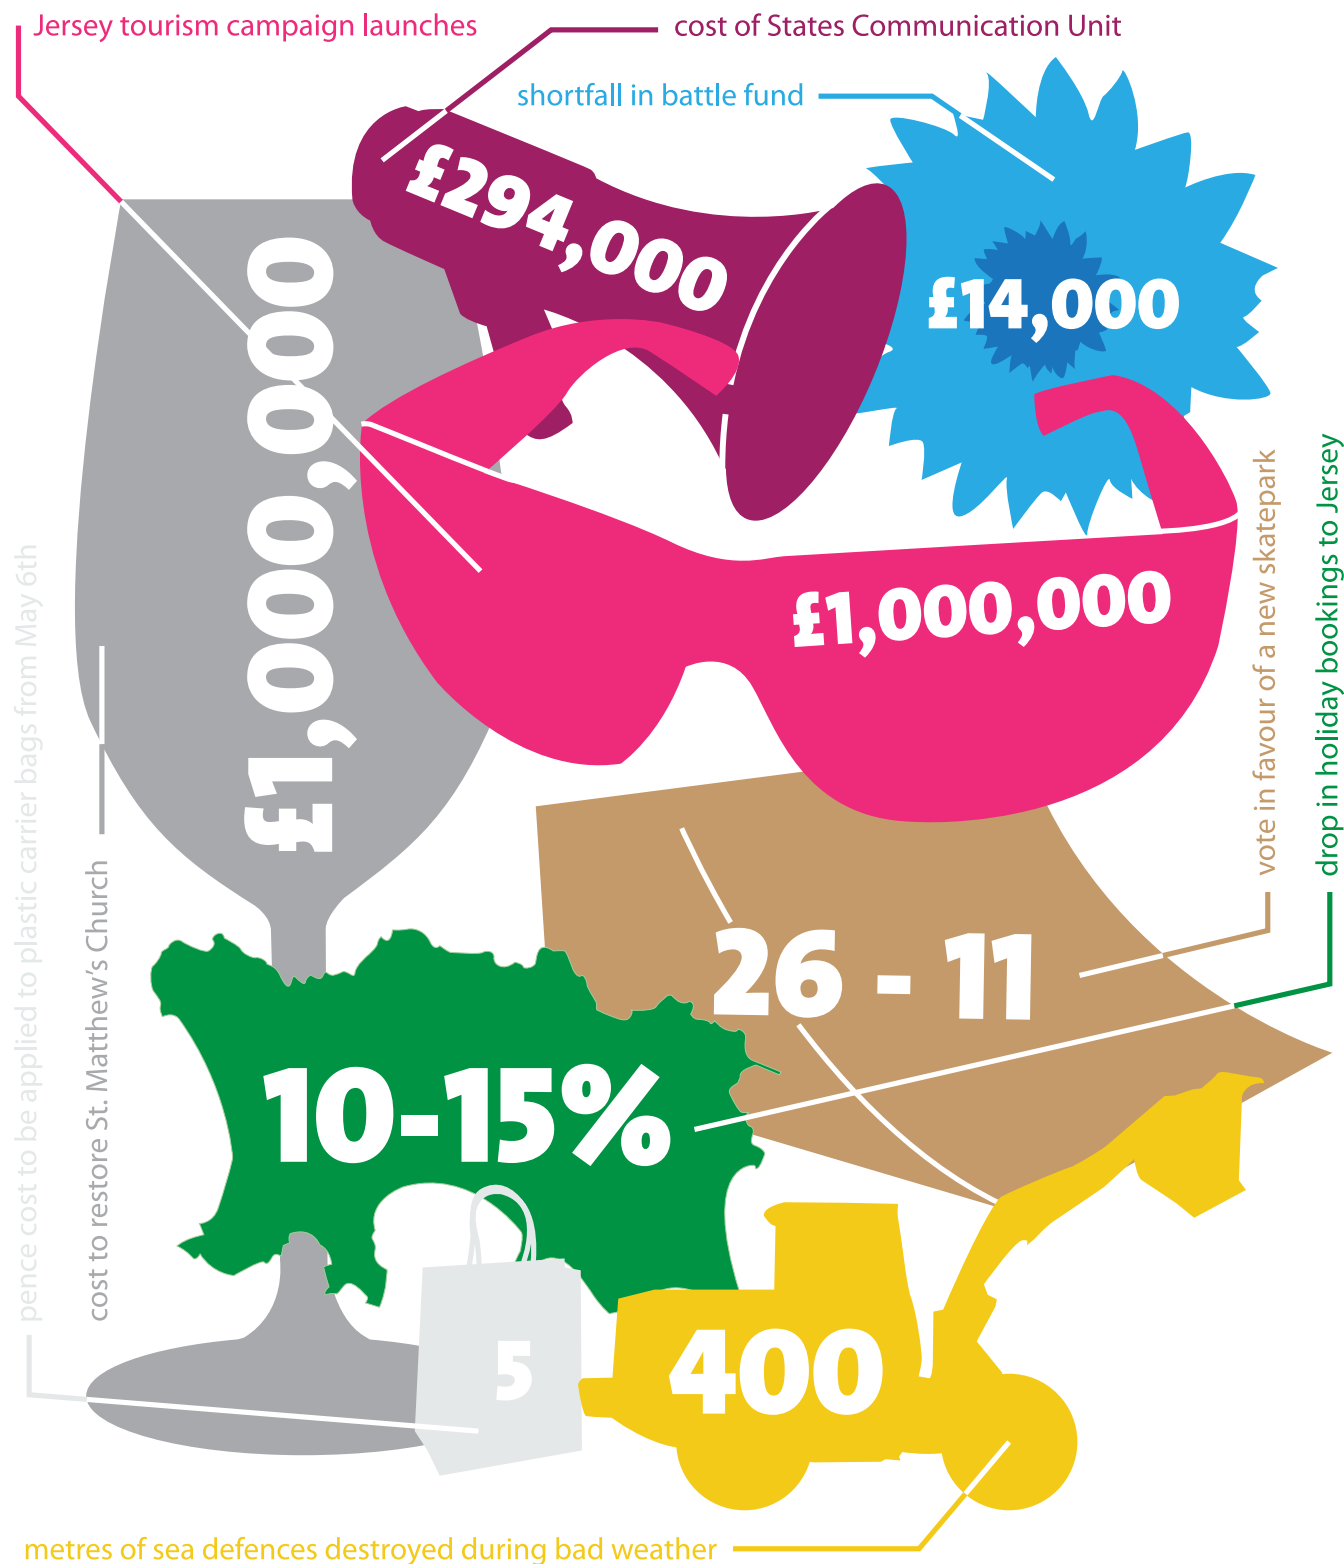 Jersey tourism campaign launches
cost of States Communication Unit
shortfall in battle fund
£294,000
£14,000
£1,000,000
£1,000,000
vote in favour of a new skatepark
drop in holiday bookings to Jersey
pence cost to be applied to plastic carrier bags from May 6th
cost to restore St. Matthew's Church
26 - 11
10-15%
5
400
metres of sea defences destroyed during bad weather